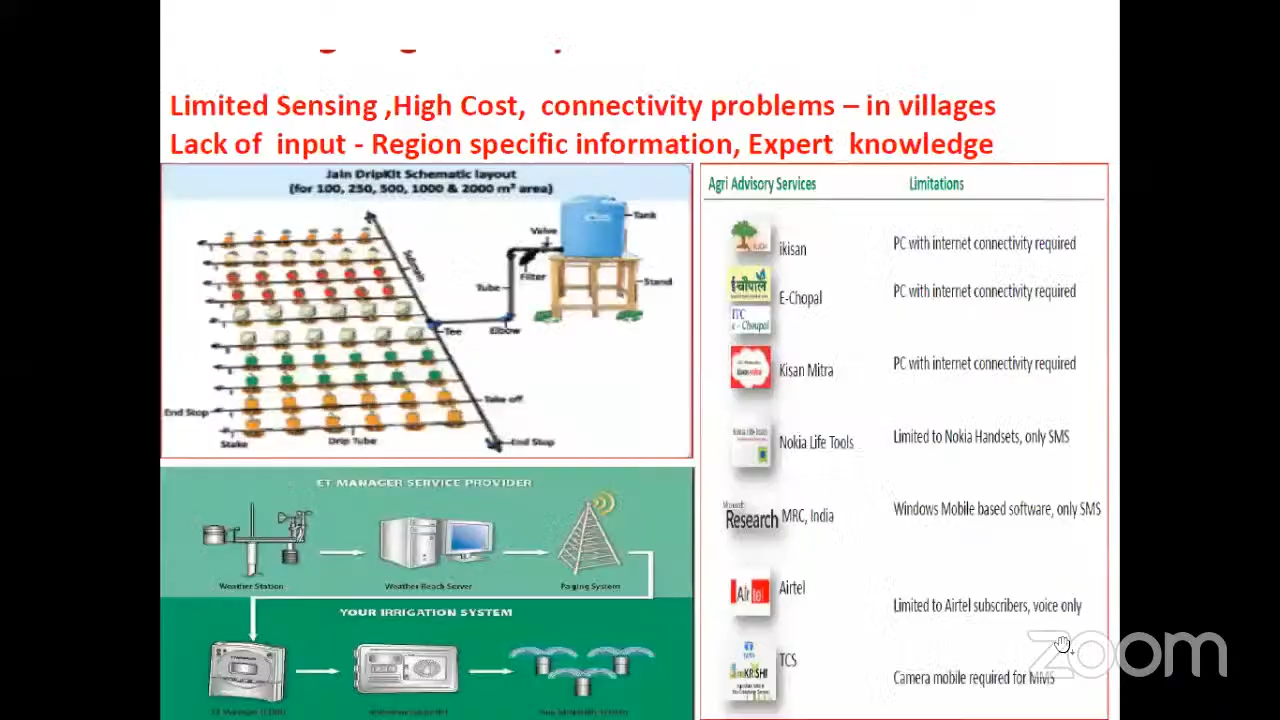 Limited Sensing ,High Cost, connectivity problems – in villages
Lack of input - Region specific information, Expert knowledge
Jain DripKit Schematic layout
(for 100, 250, 500, 1000 & 2000 m² area)
Tank
Valve
Filter
Stand
Tube
Submain
Tee
Elbow
Take off
End Stop
Stake
Drip Tube
End Stop
ET MANAGER SERVICE PROVIDER
Weather Station
Weather Reach Server
Paging System
YOUR IRRIGATION SYSTEM
Agri Advisory Services
Limitations
ikisan
PC with internet connectivity required
ई चौपाल
E-Chopal
PC with internet connectivity required
ITC
e-Choupal
Kisan Mitra
PC with internet connectivity required
Nokia Life Tools
Limited to Nokia Handsets, only SMS
Microsoft
Research
MRC, India
Windows Mobile based software, only SMS
Airtel
Airtel
Limited to Airtel subscribers, voice only
TATA
mKRISHI
TCS
Camera mobile required for MMS
zoom